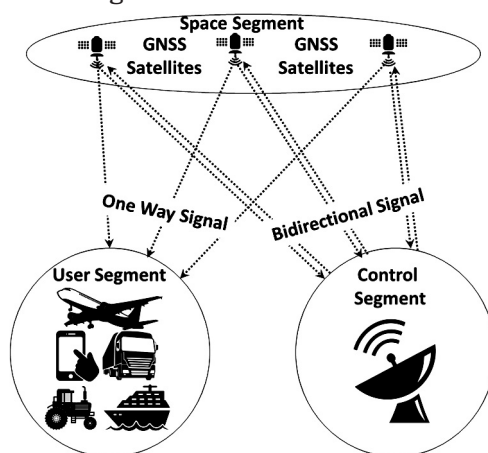 Space Segment
GNSS
Satellites
GNSS
Satellites
One Way Signal
Bidirectional Signal
User Segment
Control
Segment